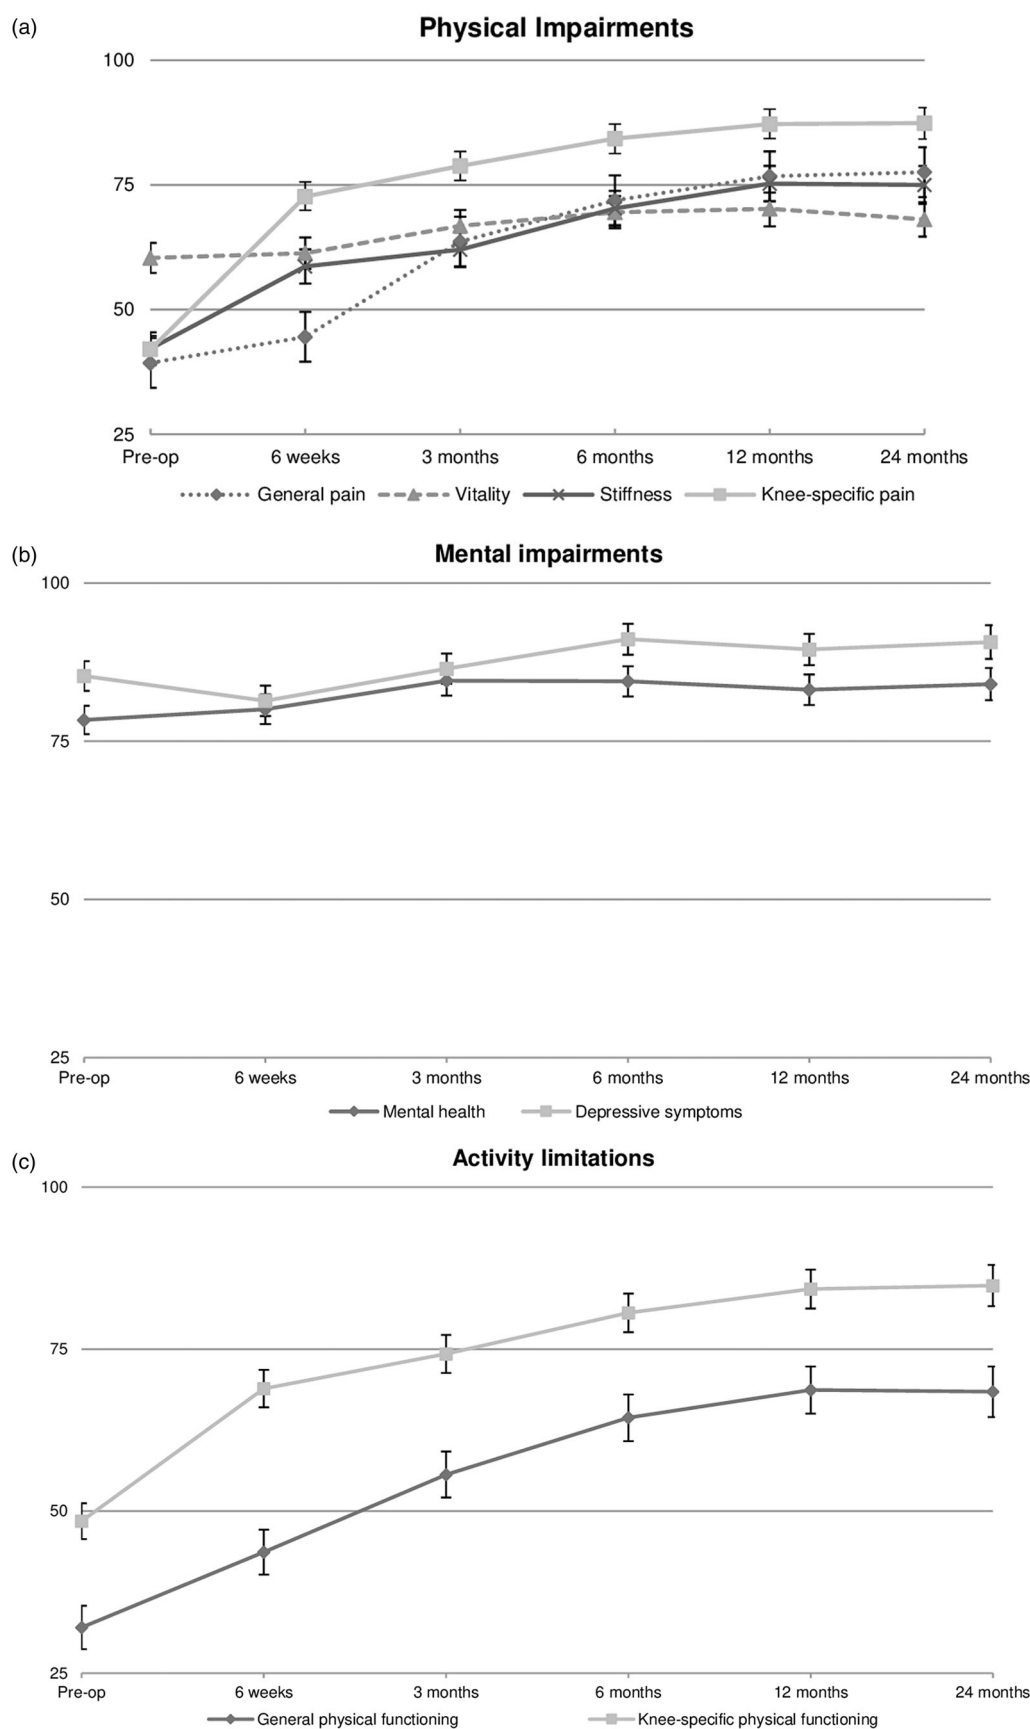 (a)
Physical Impairments
100
75
50
25
Pre-op 6 weeks 3 months 6 months 12 months 24 months
General pain Vitality Stiffness Knee-specific pain
(b)
Mental impairments
100
75
50
25
Pre-op 6 weeks 3 months 6 months 12 months 24 months
Mental health Depressive symptoms
(c)
Activity limitations
100
75
50
25
Pre-op 6 weeks 3 months 6 months 12 months 24 months
General physical functioning Knee-specific physical functioning